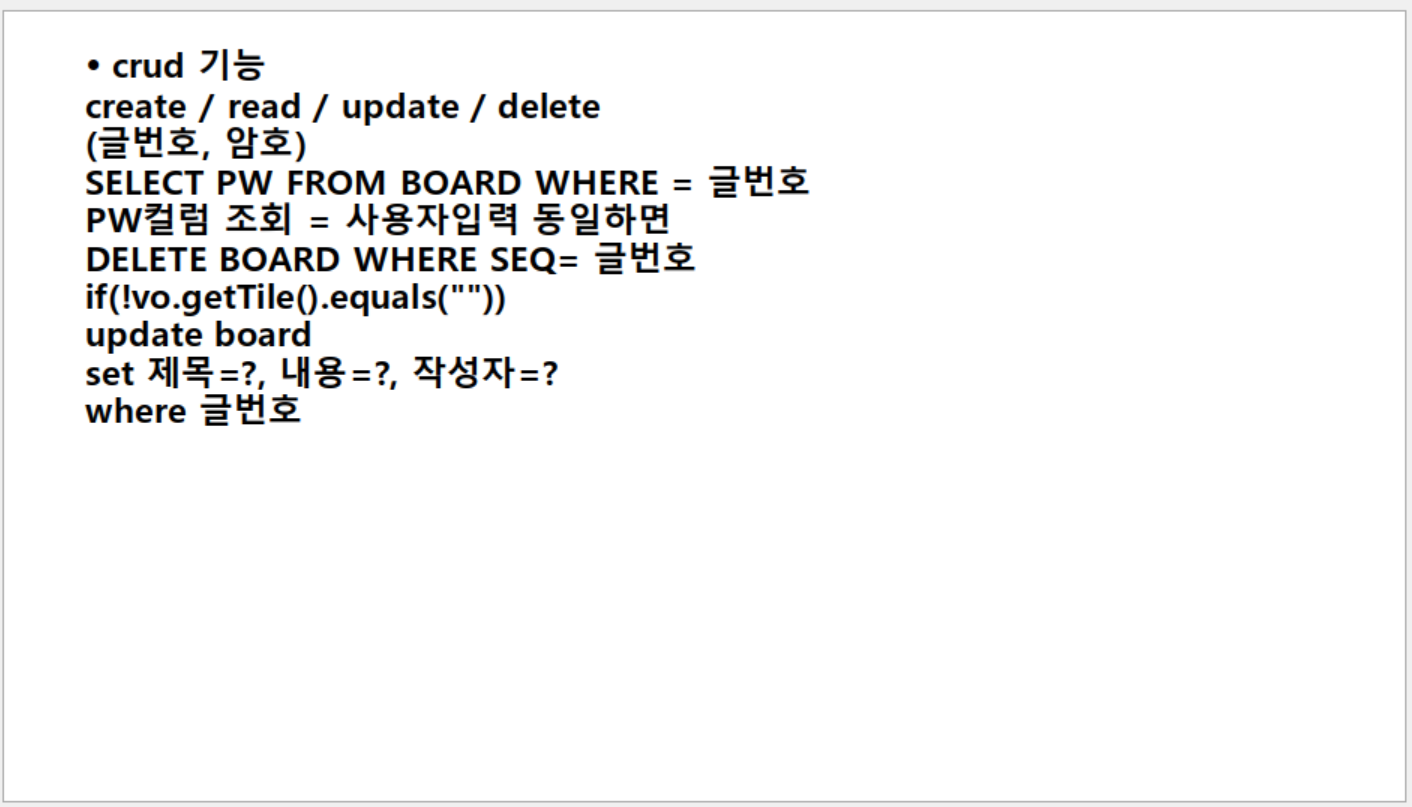 • crud 기능
create / read / update / delete
(글번호, 암호)
SELECT PW FROM BOARD WHERE = 글번호
PW컬럼 조회 = 사용자입력 동일하면
DELETE BOARD WHERE SEQ= 글번호
if(!vo.getTile().equals(""))
update board
set 제목=?, 내용=?, 작성자=?
where 글번호